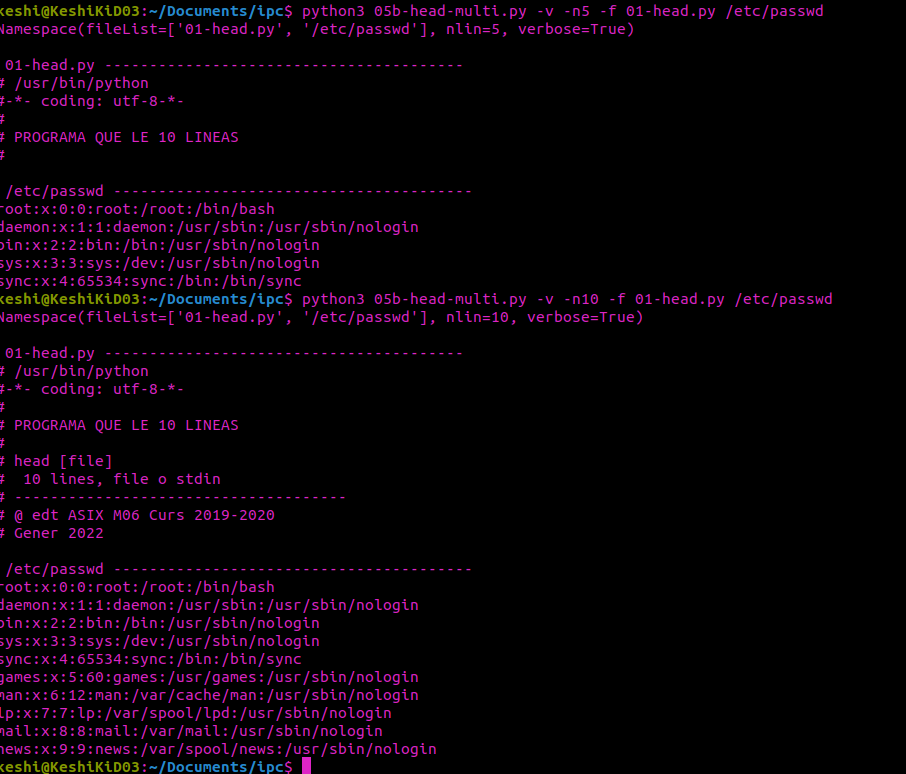 keshi@KeshiKiD03:~/Documents/ipc$ python3 05b-head-multi.py -v -n5 -f 01-head.py /etc/passwd
Namespace(fileList=['01-head.py', '/etc/passwd'], nlin=5, verbose=True)
01-head.py ----------------------------------------
# /usr/bin/python
#-*- coding: utf-8-*-
#
# PROGRAMA QUE LE 10 LINEAS
#
/etc/passwd ----------------------------------------
root:x:0:0:root:/root:/bin/bash
daemon:x:1:1:daemon:/usr/sbin:/usr/sbin/nologin
bin:x:2:2:bin:/bin:/usr/sbin/nologin
sys:x:3:3:sys:/dev:/usr/sbin/nologin
sync:x:4:65534:sync:/bin:/bin/sync
keshi@KeshiKiD03:~/Documents/ipc$ python3 05b-head-multi.py -v -n10 -f 01-head.py /etc/passwd
Namespace(fileList=['01-head.py', '/etc/passwd'], nlin=10, verbose=True)
01-head.py ----------------------------------------
# /usr/bin/python
#-*- coding: utf-8-*-
#
# PROGRAMA QUE LE 10 LINEAS
#
# head [file]
#  10 lines, file o stdin
# -------------------------------------
# @ edt ASIX M06 Curs 2019-2020
# Gener 2022
/etc/passwd ----------------------------------------
root:x:0:0:root:/root:/bin/bash
daemon:x:1:1:daemon:/usr/sbin:/usr/sbin/nologin
bin:x:2:2:bin:/bin:/usr/sbin/nologin
sys:x:3:3:sys:/dev:/usr/sbin/nologin
sync:x:4:65534:sync:/bin:/bin/sync
games:x:5:60:games:/usr/games:/usr/sbin/nologin
man:x:6:12:man:/var/cache/man:/usr/sbin/nologin
lp:x:7:7:lp:/var/spool/lpd:/usr/sbin/nologin
mail:x:8:8:mail:/var/mail:/usr/sbin/nologin
news:x:9:9:news:/var/spool/news:/usr/sbin/nologin
keshi@KeshiKiD03:~/Documents/ipc$